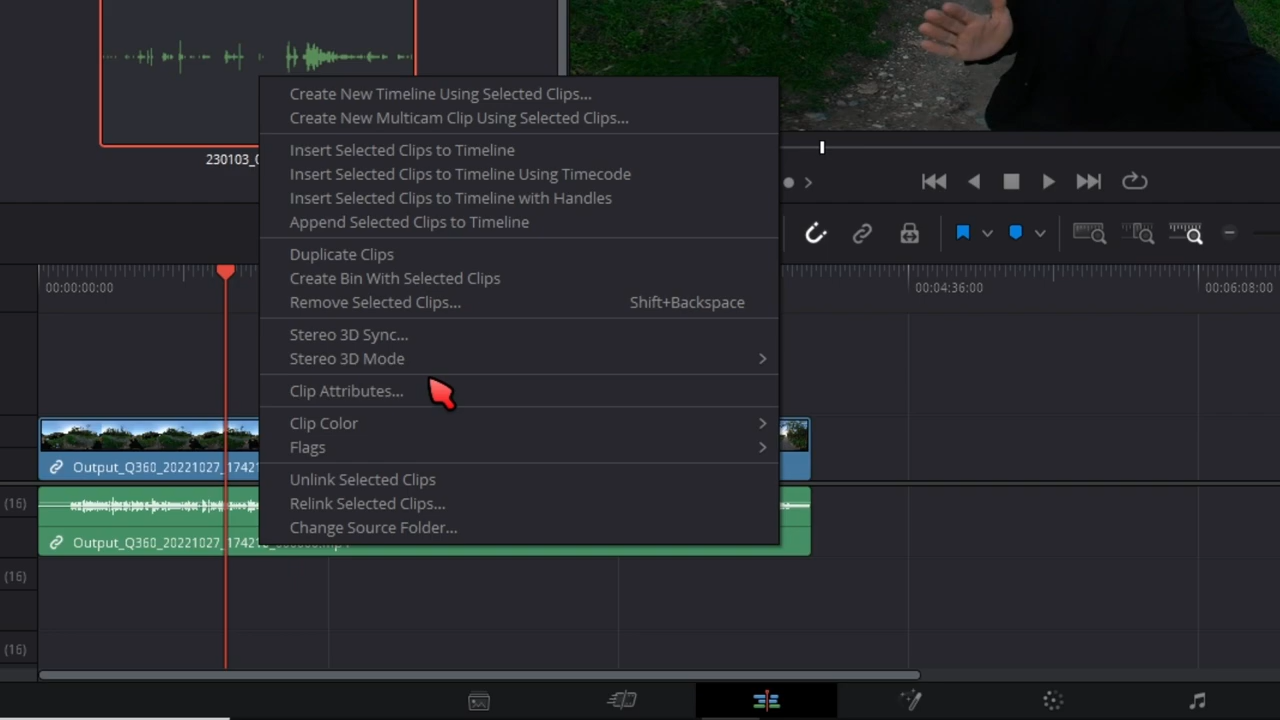 Create New Timeline Using Selected Clips...
Create New Multicam Clip Using Selected Clips...
Insert Selected Clips to Timeline
230103_
Insert Selected Clips to Timeline Using Timecode
Insert Selected Clips to Timeline with Handles
Append Selected Clips to Timeline
Duplicate Clips
Create Bin With Selected Clips
00:00:00:00
00:04:36:00
00:06:08:00
Remove Selected Clips... Shift+Backspace
Stereo 3D Sync...
Stereo 3D Mode
Clip Attributes...
Clip Color
Flags
Output_Q360_20221027_1742
Unlink Selected Clips
(16)
Relink Selected Clips...
Change Source Folder...
Output_Q360_20221027_17421
(16)
(16)